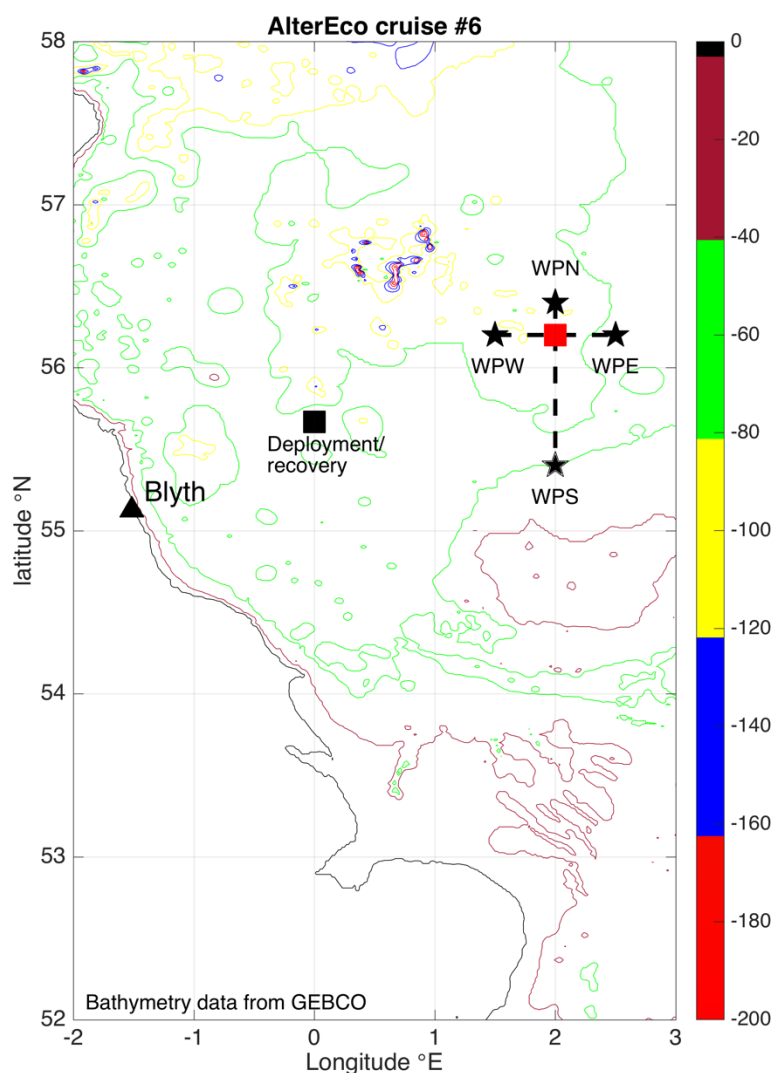 AlterEco cruise #6
58
57
56
55
54
53
52
latitude °N
-2
-1
0
1
2
3
Longitude °E
WPN
WPW
WPE
WPS
Deployment/
recovery
Blyth
Bathymetry data from GEBCO
0
-20
-40
-60
-80
-100
-120
-140
-160
-180
-200